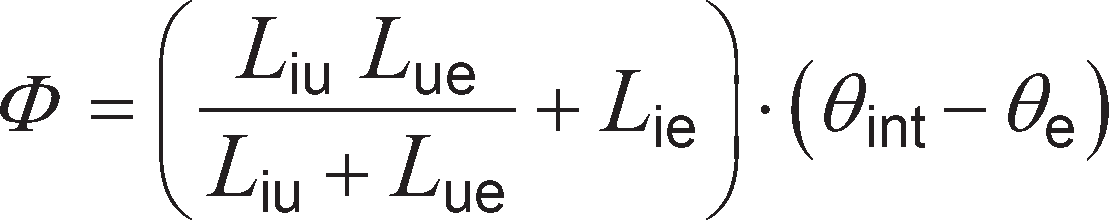 Φ = ( L_iu L_ue / (L_iu + L_ue) + L_ie ) · (θ_int − θ_e)